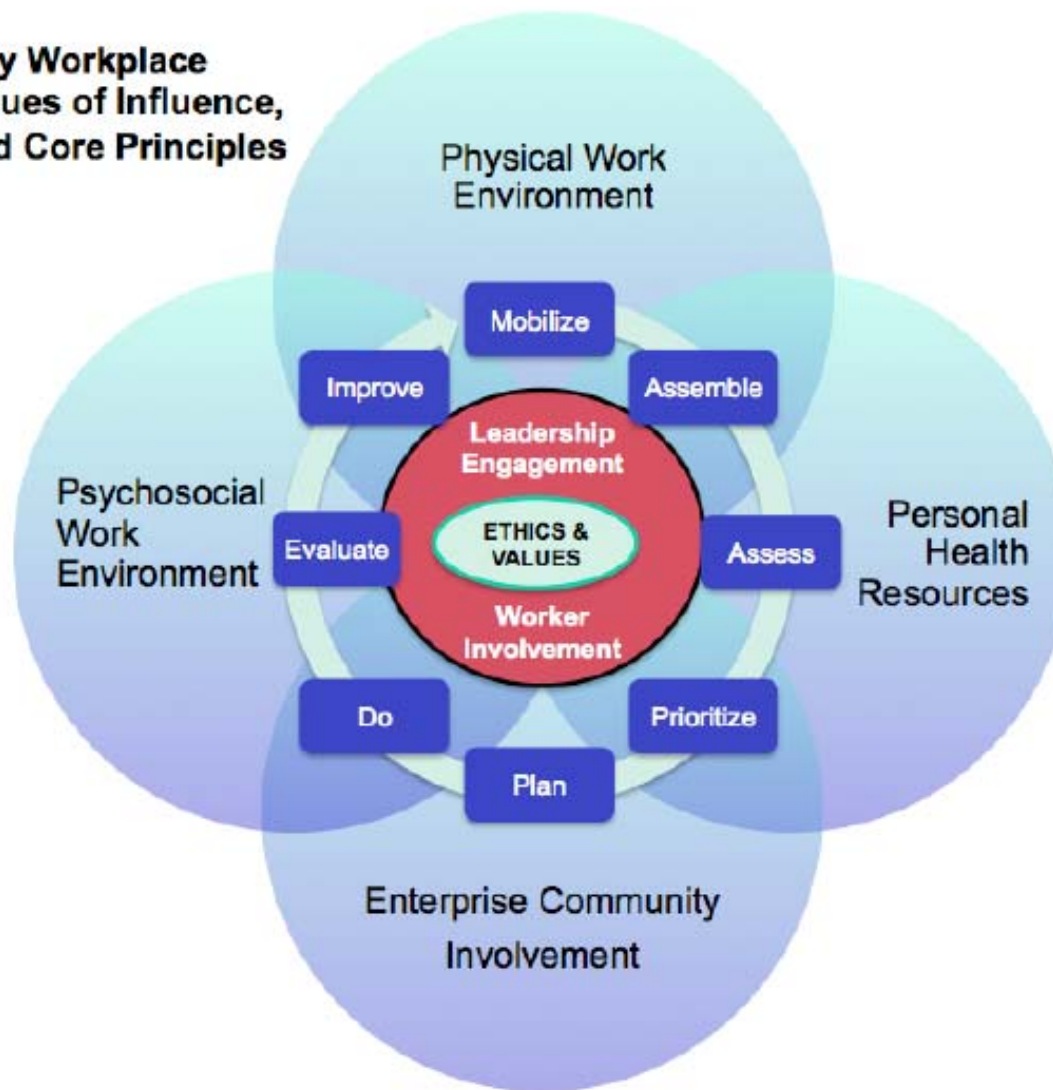 y Workplace
ues of Influence,
d Core Principles
Physical Work
Environment
Mobilize
Improve
Assemble
Leadership
Engagement
Psychosocial
Work
Environment
Evaluate
ETHICS &
VALUES
Assess
Personal
Health
Resources
Worker
Involvement
Do
Prioritize
Plan
Enterprise Community
Involvement